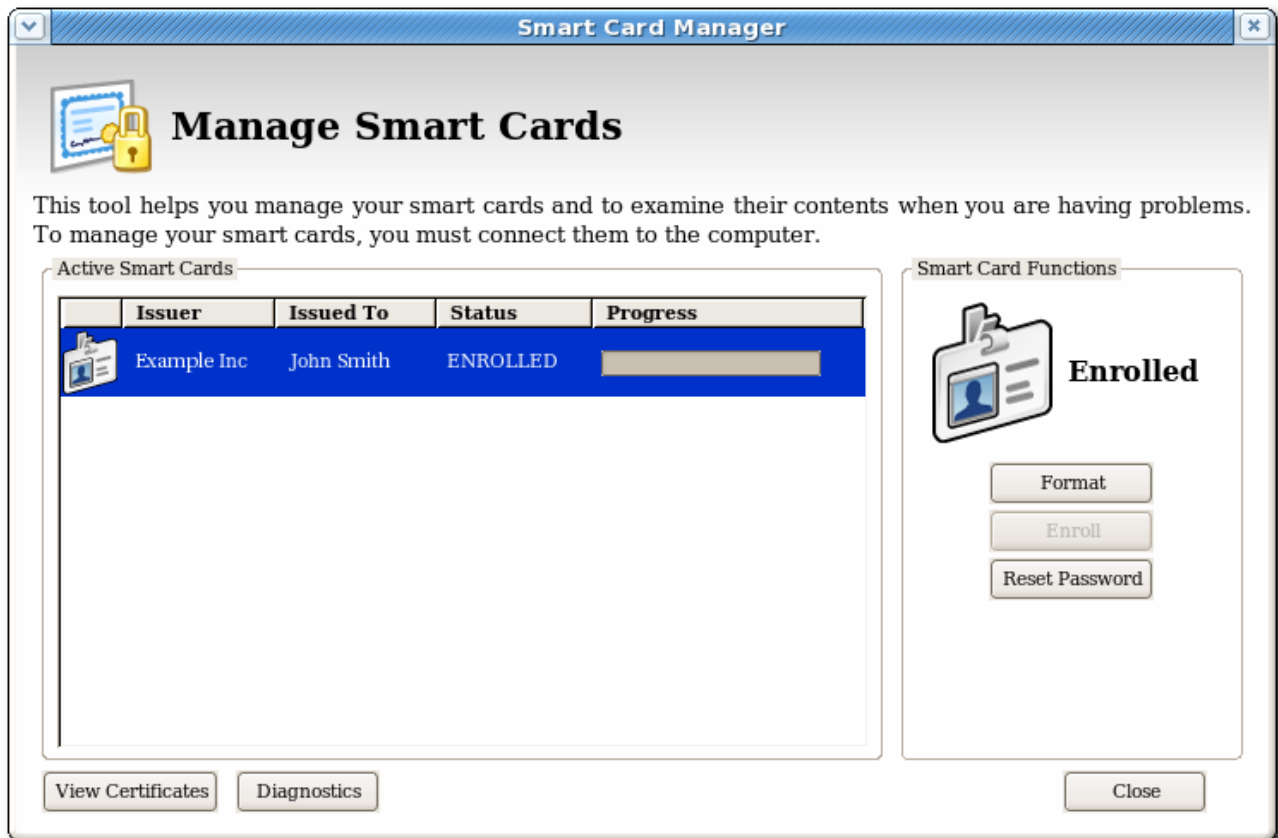 Smart Card Manager
Manage Smart Cards
This tool helps you manage your smart cards and to examine their contents when you are having problems.
To manage your smart cards, you must connect them to the computer.
Active Smart Cards
Issuer Issued To Status Progress
Example Inc John Smith ENROLLED
Smart Card Functions
Enrolled
Format
Enroll
Reset Password
View Certificates Diagnostics Close